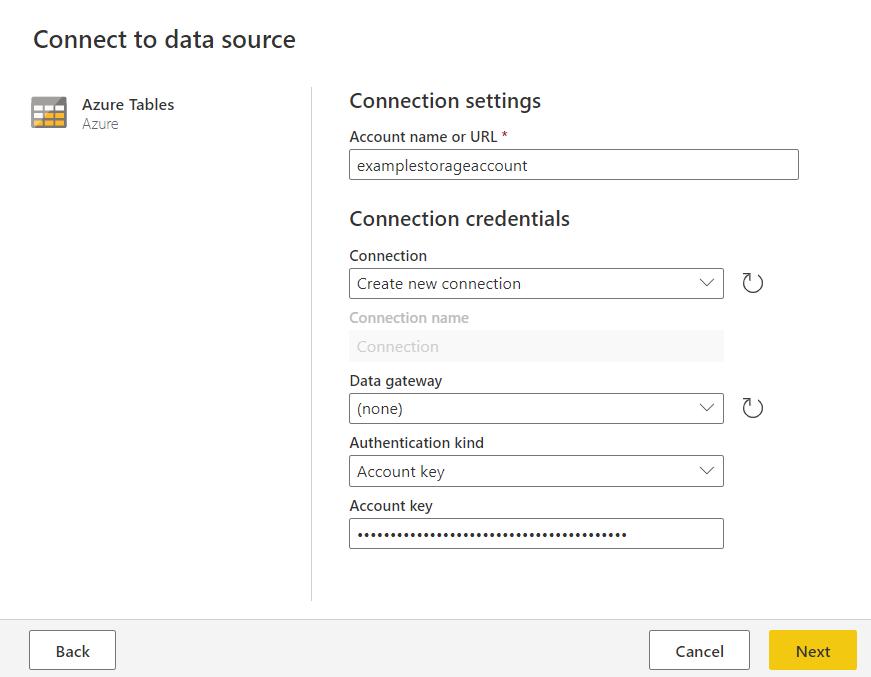 Connect to data source
Azure Tables
Azure
Connection settings
Account name or URL *
examplestorageaccount
Connection credentials
Connection
Create new connection
Connection name
Connection
Data gateway
(none)
Authentication kind
Account key
Account key
•••••••••••••••••••••••••••••••••••••••••
Back
Cancel
Next